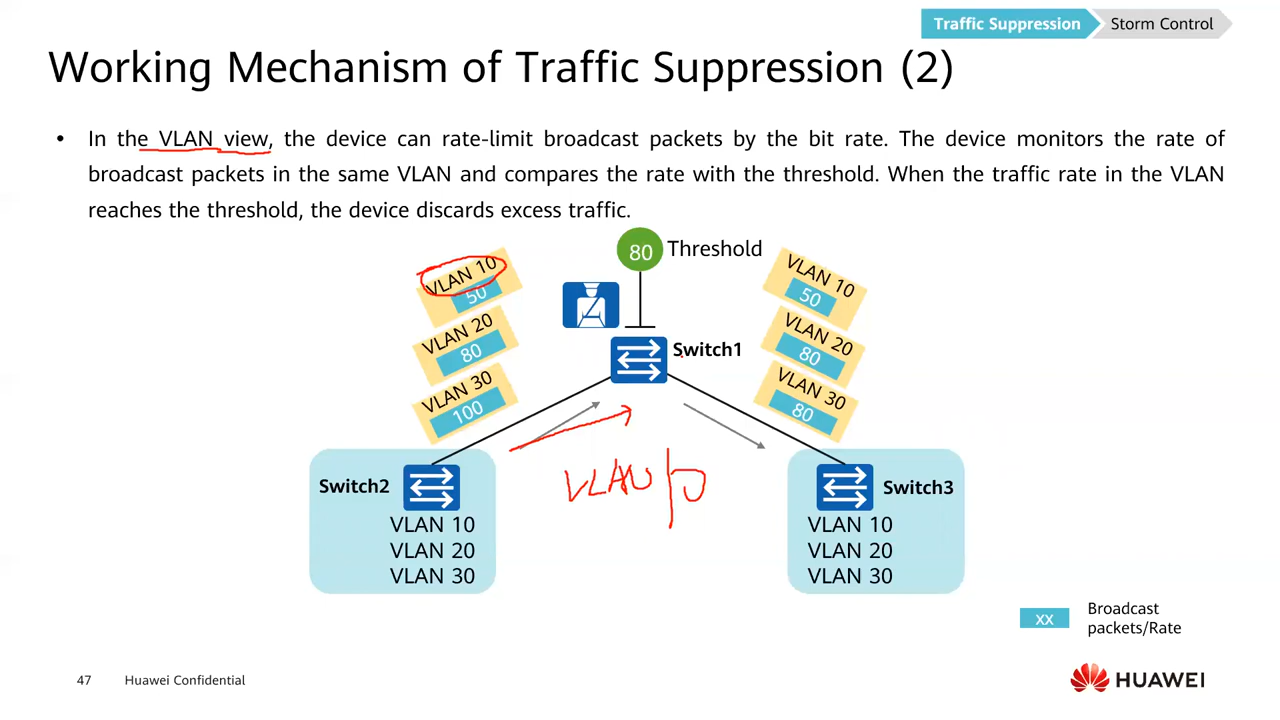 Traffic Suppression
Storm Control
Working Mechanism of Traffic Suppression (2)
• In the VLAN view, the device can rate-limit broadcast packets by the bit rate. The device monitors the rate of
broadcast packets in the same VLAN and compares the rate with the threshold. When the traffic rate in the VLAN
reaches the threshold, the device discards excess traffic.
80 Threshold
VLAN 10
50
VLAN 20
80
VLAN 30
100
Switch1
VLAN 10
50
VLAN 20
80
VLAN 30
80
VLAN 10
Switch2
VLAN 10
VLAN 20
VLAN 30
Switch3
VLAN 10
VLAN 20
VLAN 30
xx
Broadcast
packets/Rate
47 Huawei Confidential
HUAWEI